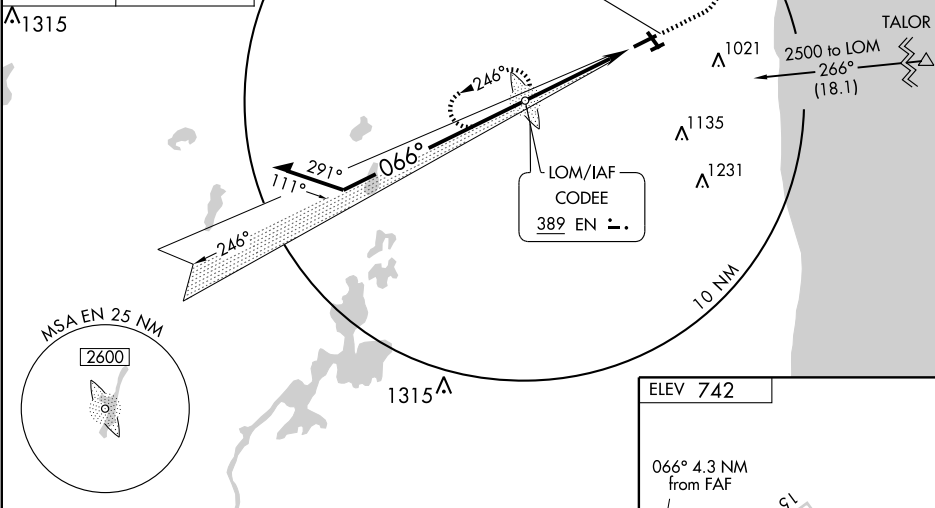 1315
TALOR
1021
2500 to LOM
266°
(18.1)
246°
1135
291°
066°
111°
1231
LOM/IAF
CODEE
389 EN
246°
10 NM
MSA EN 25 NM
2600
1315
ELEV 742
066° 4.3 NM
from FAF
15